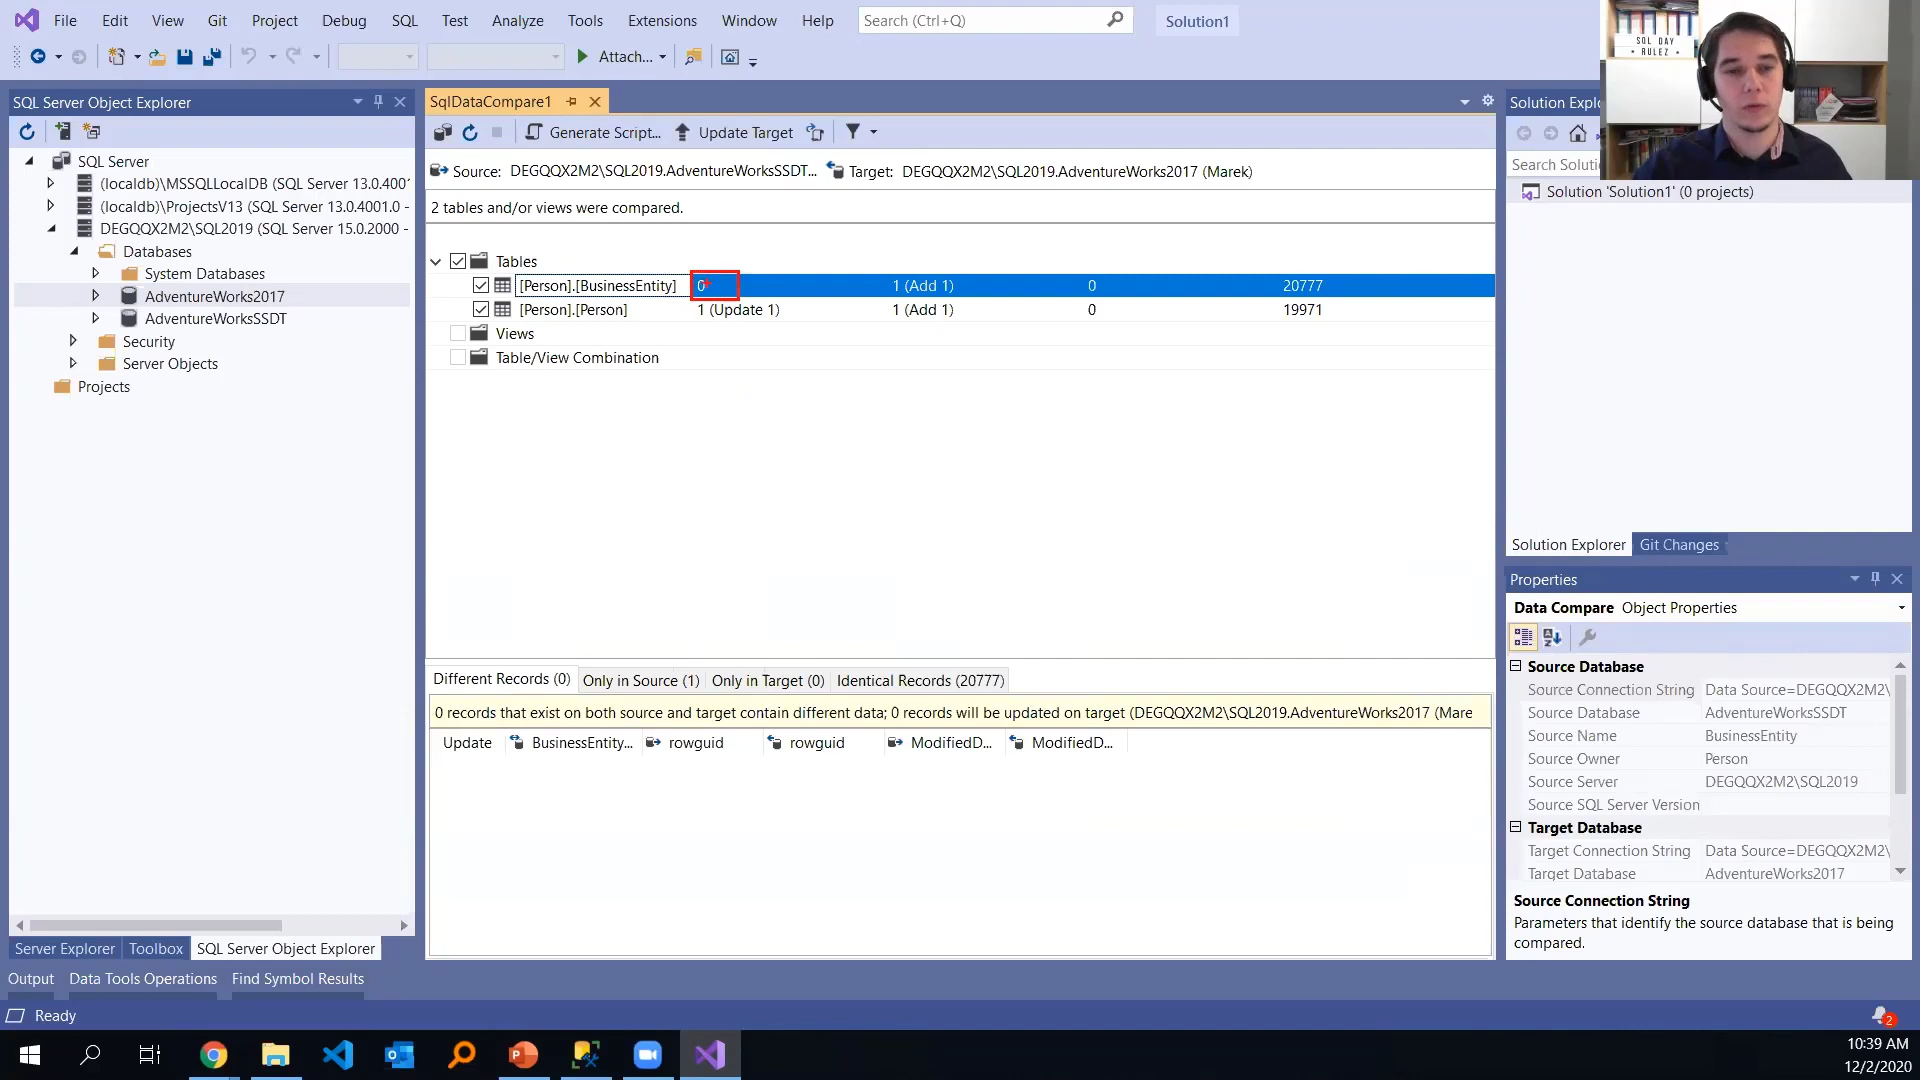 File Edit View Git Project Debug SQL Test Analyze Tools Extensions Window Help Search (Ctrl+Q) Solution1
Attach...
SQL DAY
• RULEZ •
SQL Server Object Explorer
SqlDataCompare1
Solution Explo
Generate Script...
Update Target
Source: DEGQQX2M2\SQL2019.AdventureWorksSSDT...
Target: DEGQQX2M2\SQL2019.AdventureWorks2017 (Marek)
Search Soluti
Solution 'Solution1' (0 projects)
SQL Server
(localdb)\MSSQLLocalDB (SQL Server 13.0.4001
(localdb)\ProjectsV13 (SQL Server 13.0.4001.0 -
DEGQQX2M2\SQL2019 (SQL Server 15.0.2000 -
Databases
System Databases
AdventureWorks2017
AdventureWorksSSDT
Security
Server Objects
Projects
2 tables and/or views were compared.
Tables
[Person].[BusinessEntity] 0 1 (Add 1) 0 20777
[Person].[Person] 1 (Update 1) 1 (Add 1) 0 19971
Views
Table/View Combination
Different Records (0) Only in Source (1) Only in Target (0) Identical Records (20777)
0 records that exist on both source and target contain different data; 0 records will be updated on target (DEGQQX2M2\SQL2019.AdventureWorks2017 (Mare
Update BusinessEntity... rowguid rowguid ModifiedD... ModifiedD...
Solution Explorer Git Changes
Properties
Data Compare Object Properties
Source Database
Source Connection String Data Source=DEGQQX2M2\
Source Database AdventureWorksSSDT
Source Name BusinessEntity
Source Owner Person
Source Server DEGQQX2M2\SQL2019
Source SQL Server Version
Target Database
Target Connection String Data Source=DEGQQX2M2\
Target Database AdventureWorks2017
Source Connection String
Parameters that identify the source database that is being
compared.
Server Explorer Toolbox SQL Server Object Explorer
Output Data Tools Operations Find Symbol Results
Ready
2
10:39 AM
12/2/2020